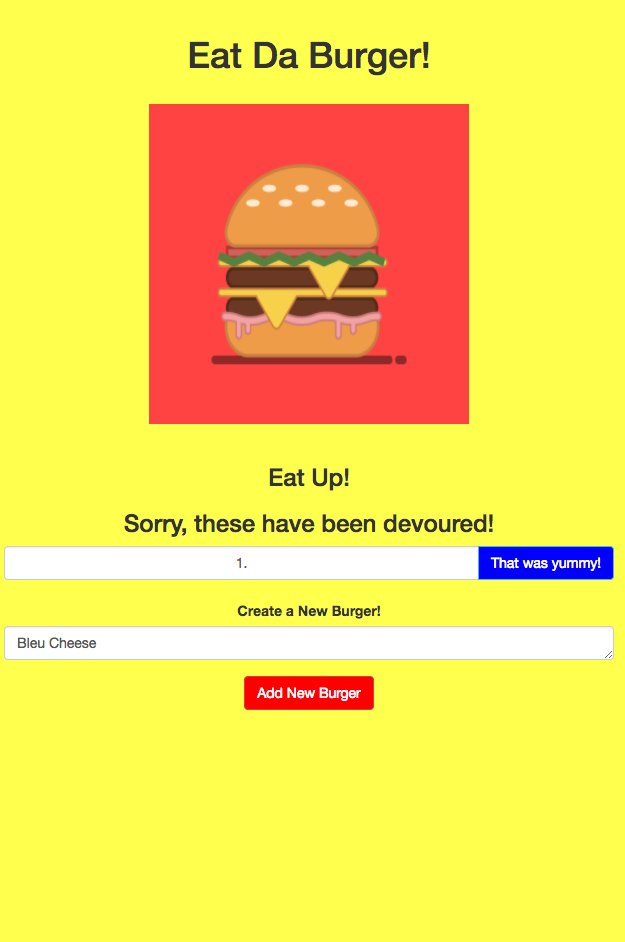 Eat Da Burger!
Eat Up!
Sorry, these have been devoured!
1.
That was yummy!
Create a New Burger!
Bleu Cheese
Add New Burger